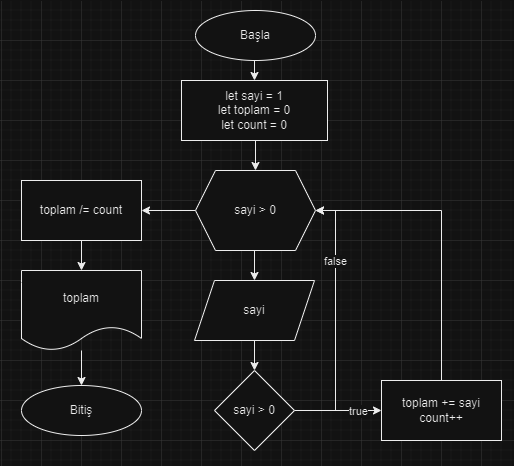 Başla
let sayi = 1
let toplam = 0
let count = 0
sayi > 0
toplam /= count
false
toplam
sayi
sayi > 0
true
toplam += sayi
count++
Bitiş